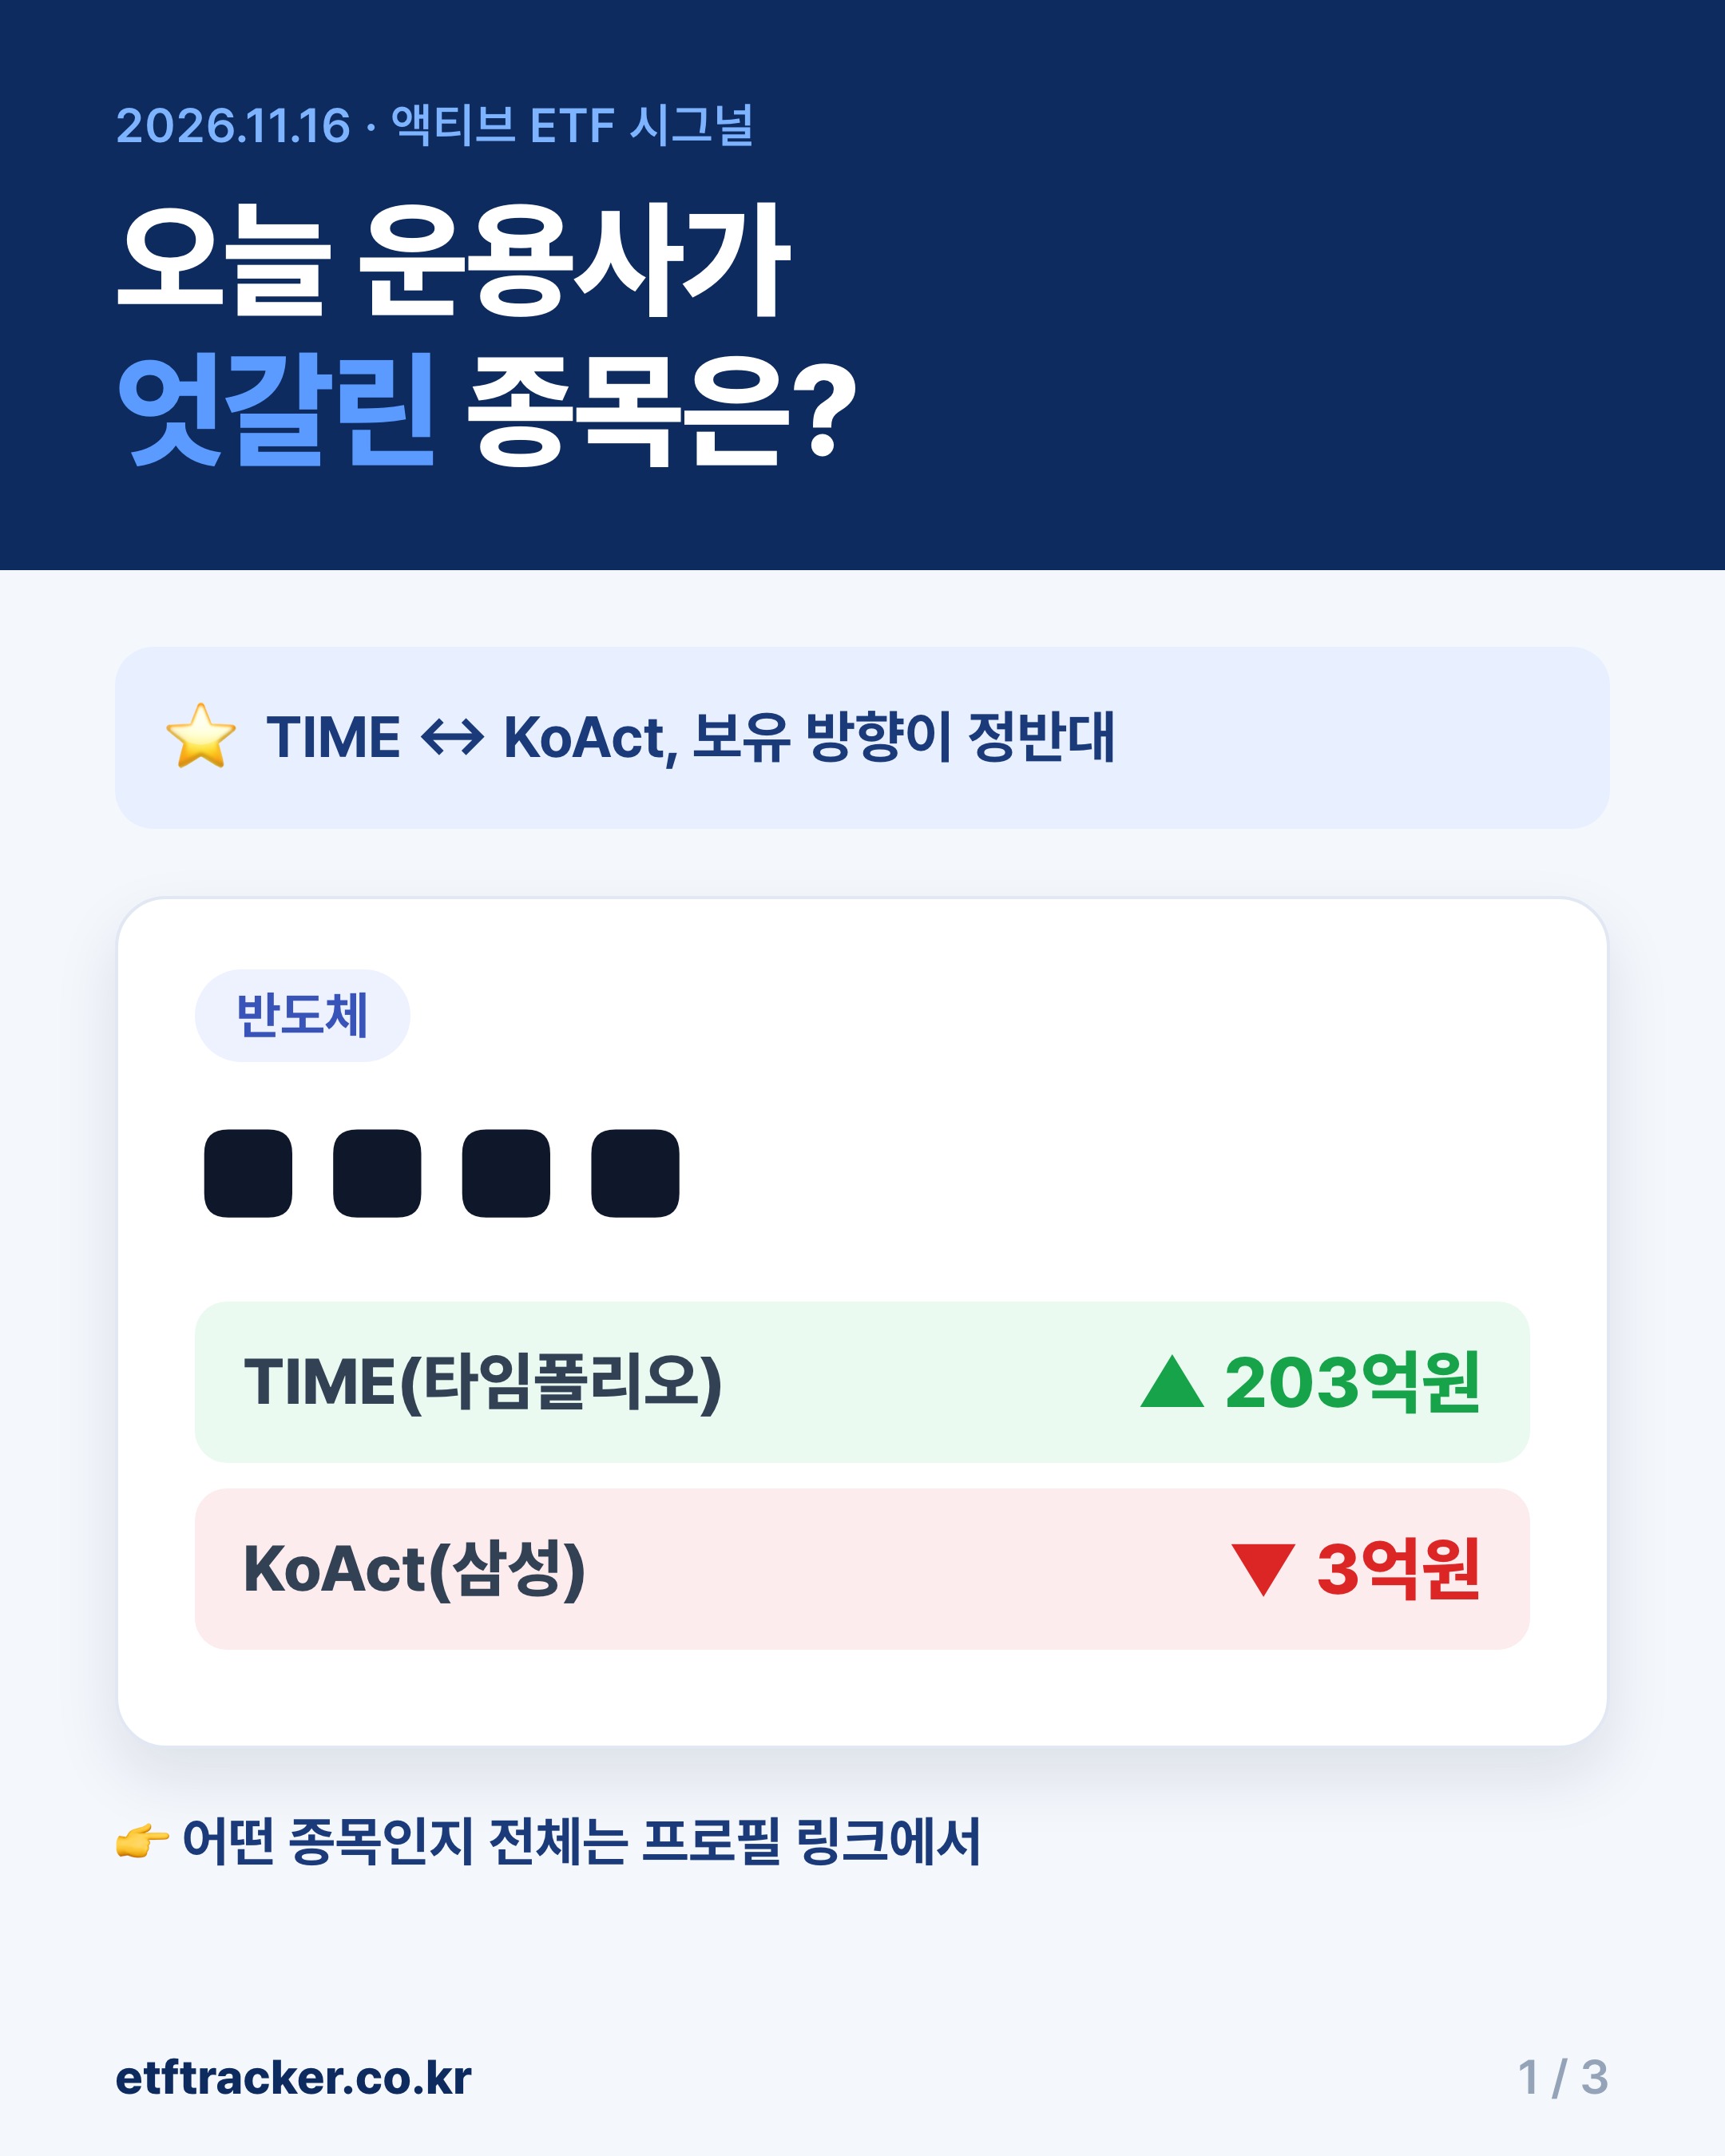 2026.11.16 · 액티브 ETF 시그널
오늘 운용사가
엇갈린 종목은?
⭐ TIME ↔ KoAct, 보유 방향이 정반대
반도체
■ ■ ■ ■
TIME(타임폴리오) ▲ 203억원
KoAct(삼성) ▼ 3억원
👉 어떤 종목인지 전체는 프로필 링크에서
etftracker.co.kr 1 / 3